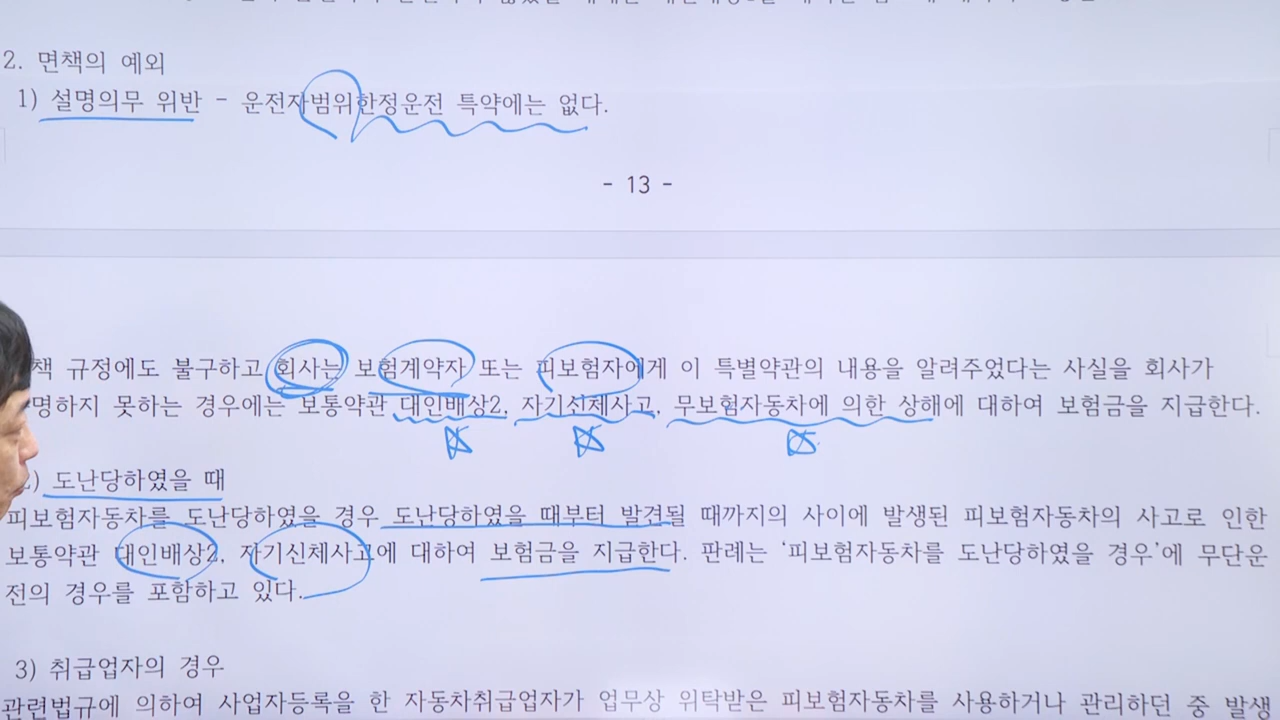 2. 면책의 예외
1) 설명의무 위반 - 운전자범위한정운전 특약에는 없다.
- 13 -
책 규정에도 불구하고 회사는 보험계약자 또는 피보험자에게 이 특별약관의 내용을 알려주었다는 사실을 회사가
명하지 못하는 경우에는 보통약관 대인배상2, 자기신체사고, 무보험자동차에 의한 상해에 대하여 보험금을 지급한다.
2) 도난당하였을 때
피보험자동차를 도난당하였을 경우 도난당하였을 때부터 발견될 때까지의 사이에 발생된 피보험자동차의 사고로 인한
보통약관 대인배상2, 자기신체사고에 대하여 보험금을 지급한다. 판례는 '피보험자동차를 도난당하였을 경우'에 무단운
전의 경우를 포함하고 있다.
3) 취급업자의 경우
관련법규에 의하여 사업자등록을 한 자동차취급업자가 업무상 위탁받은 피보험자동차를 사용하거나 관리하던 중 발생